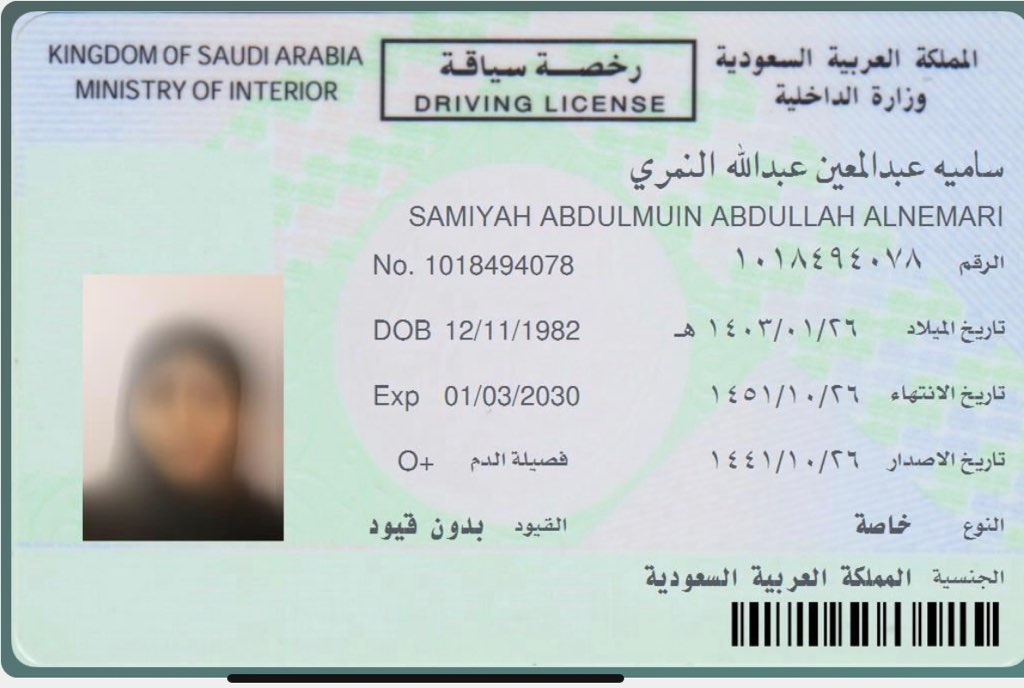 KINGDOM OF SAUDI ARABIA
MINISTRY OF INTERIOR
رخصة سياقة
DRIVING LICENSE
المملكة العربية السعودية
وزارة الداخلية
ساميه عبدالمعين عبدالله النمري
SAMIYAH ABDULMUIN ABDULLAH ALNEMARI
No. 1018494078
الرقم ١٠١٨٤٩٤٠٧٨
DOB 12/11/1982
تاريخ الميلاد ١٤٠٣/٠١/٢٦ هـ
Exp 01/03/2030
تاريخ الانتهاء ١٤٥١/١٠/٢٦
فصيلة الدم O+
تاريخ الاصدار ١٤٤١/١٠/٢٦
النوع خاصة
القيود بدون قيود
الجنسية المملكة العربية السعودية